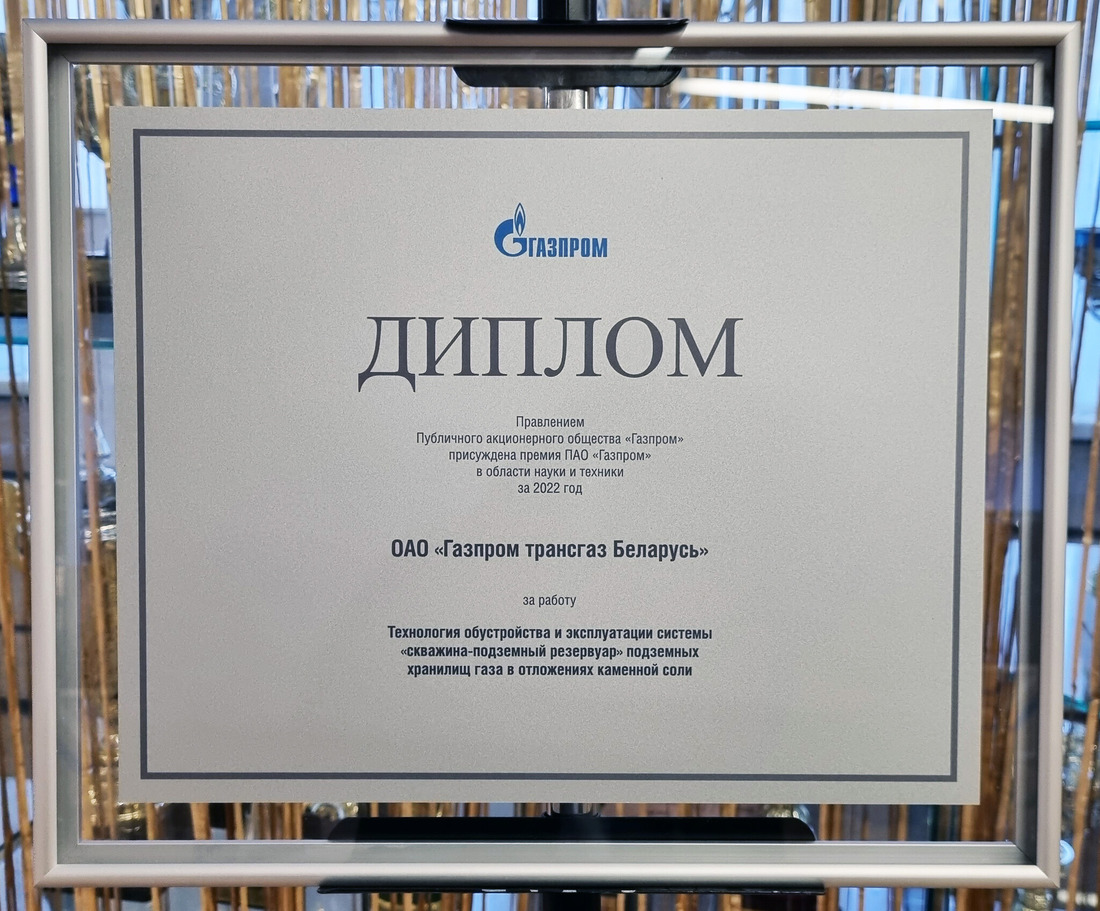 ГАЗПРОМ
ДИПЛОМ
Правлением
Публичного акционерного общества «Газпром»
присуждена премия ПАО «Газпром»
в области науки и техники
за 2022 год
ОАО «Газпром трансгаз Беларусь»
за работу
Технология обустройства и эксплуатации системы
«скважина-подземный резервуар» подземных
хранилищ газа в отложениях каменной соли